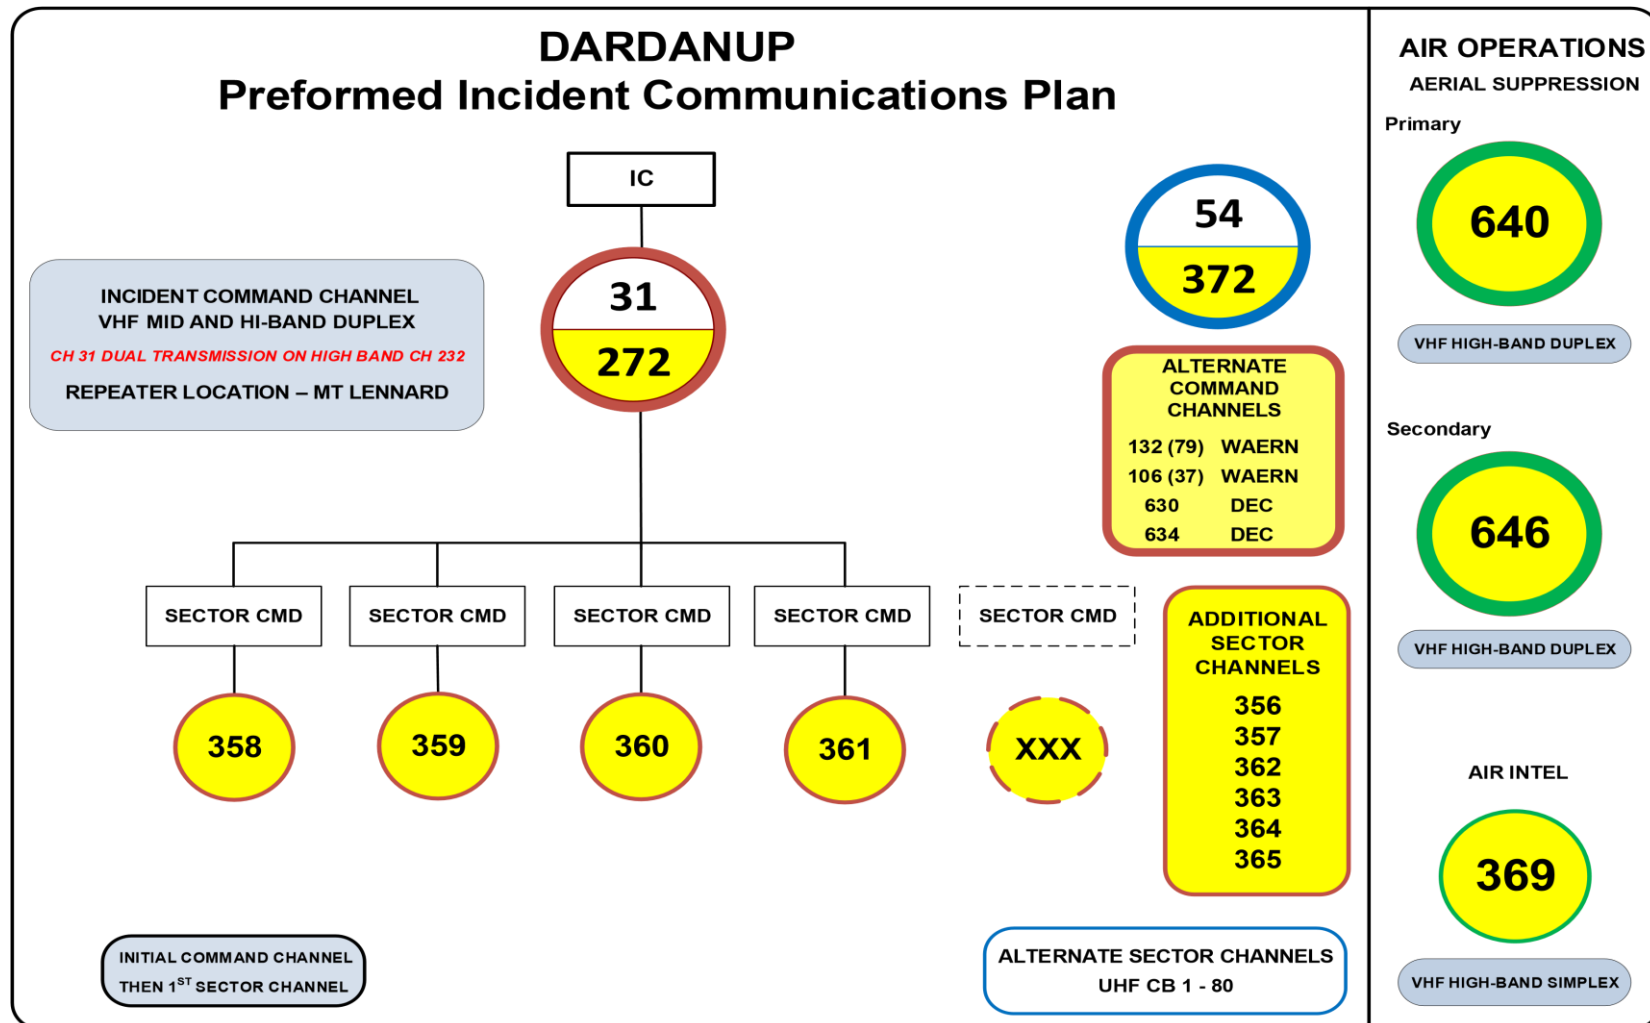 DARDANUP
Preformed Incident Communications Plan
IC
INCIDENT COMMAND CHANNEL
VHF MID AND HI-BAND DUPLEX
CH 31 DUAL TRANSMISSION ON HIGH BAND CH 232
REPEATER LOCATION – MT LENNARD
31
272
54
372
ALTERNATE
COMMAND
CHANNELS
132 (79) WAERN
106 (37) WAERN
630 DEC
634 DEC
SECTOR CMD
SECTOR CMD
SECTOR CMD
SECTOR CMD
SECTOR CMD
358
359
360
361
XXX
ADDITIONAL
SECTOR
CHANNELS
356
357
362
363
364
365
INITIAL COMMAND CHANNEL
THEN 1ST SECTOR CHANNEL
ALTERNATE SECTOR CHANNELS
UHF CB 1 - 80
AIR OPERATIONS
AERIAL SUPPRESSION
Primary
640
VHF HIGH-BAND DUPLEX
Secondary
646
VHF HIGH-BAND DUPLEX
AIR INTEL
369
VHF HIGH-BAND SIMPLEX